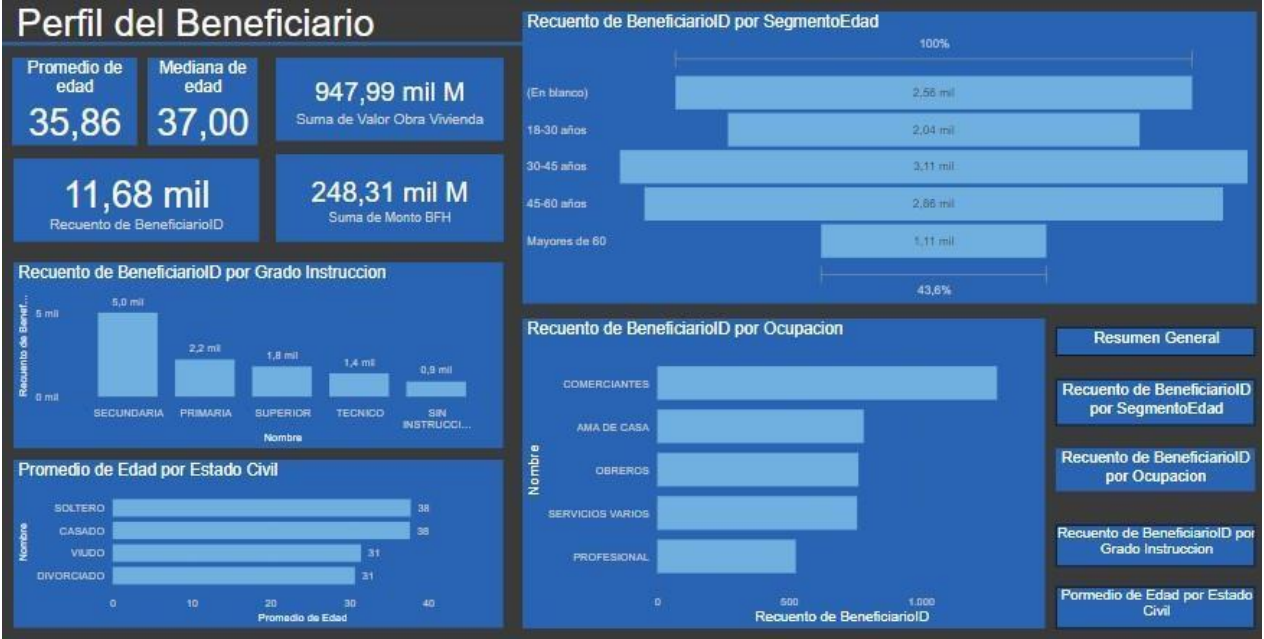 Perfil del Beneficiario
Promedio de
edad
35,86
Mediana de
edad
37,00
947,99 mil M
Suma de Valor Obra Vivienda
11,68 mil
Recuento de BeneficiarioID
248,31 mil M
Suma de Monto BFH
Recuento de BeneficiarioID por Grado Instruccion
Recuento de Benef...
5 mil
0 mil
5,0 mil
2,2 mil
1,8 mil
1,4 mil
0,9 mil
SECUNDARIA
PRIMARIA
SUPERIOR
TECNICO
SIN
INSTRUCCI...
Nombre
Promedio de Edad por Estado Civil
Nombre
SOLTERO
38
CASADO
38
VIUDO
31
DIVORCIADO
31
0
10
20
30
40
Promedio de Edad
Recuento de BeneficiarioID por SegmentoEdad
100%
(En blanco)
2,56 mil
18-30 años
2,04 mil
30-45 años
3,11 mil
45-60 años
2,86 mil
Mayores de 60
1,11 mil
43,6%
Recuento de BeneficiarioID por Ocupacion
Nombre
COMERCIANTES
AMA DE CASA
OBREROS
SERVICIOS VARIOS
PROFESIONAL
0
500
1.000
Recuento de BeneficiarioID
Resumen General
Recuento de BeneficiarioID
por SegmentoEdad
Recuento de BeneficiarioID
por Ocupacion
Recuento de BeneficiarioID por
Grado Instruccion
Pormedio de Edad por Estado
Civil